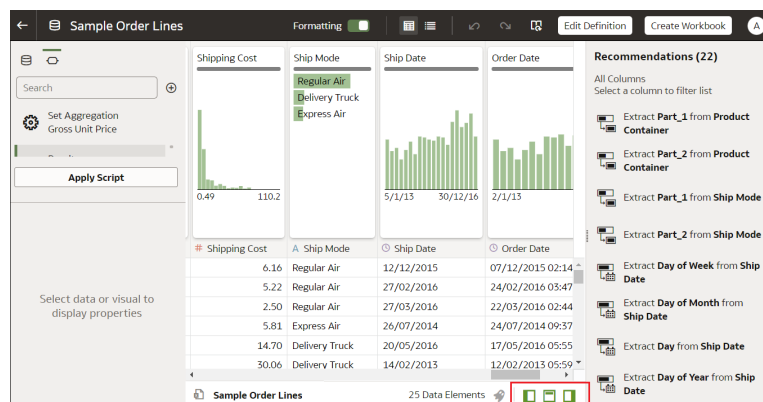 Sample Order Lines
Formatting
Edit Definition
Create Workbook
A
Search
Set Aggregation
Gross Unit Price
Apply Script
Select data or visual to
display properties
Shipping Cost
Ship Mode
Ship Date
Order Date
Regular Air
Delivery Truck
Express Air
0.49 110.2
5/1/13 30/12/16
2/1/13
# Shipping Cost A Ship Mode Ship Date Order Date
6.16 Regular Air 12/12/2015 07/12/2015 02:14
5.22 Regular Air 27/02/2016 24/02/2016 03:47
2.50 Regular Air 27/03/2016 22/03/2016 02:44
5.81 Express Air 26/07/2014 24/07/2014 09:37
14.70 Delivery Truck 20/05/2016 17/05/2016 05:55
30.06 Delivery Truck 14/02/2013 12/02/2013 05:59
Sample Order Lines
25 Data Elements
Recommendations (22)
All Columns
Select a column to filter list
Extract Part_1 from Product
Container
Extract Part_2 from Product
Container
Extract Part_1 from Ship Mode
Extract Part_2 from Ship Mode
Extract Day of Week from Ship
Date
Extract Day of Month from
Ship Date
Extract Day from Ship Date
Extract Day of Year from Ship
Date